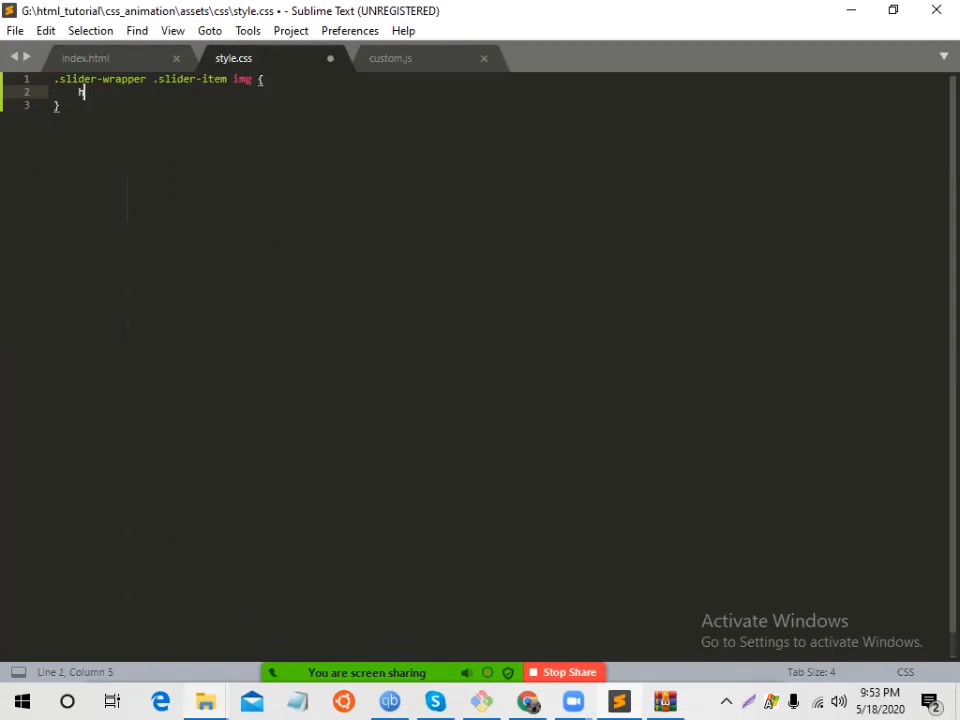 G:\html_tutorial\css_animation\assets\css\style.css • - Sublime Text (UNREGISTERED)
File Edit Selection Find View Goto Tools Project Preferences Help
index.html style.css custom.js
1 .slider-wrapper .slider-item img {
2 h
3 }
Activate Windows
Go to Settings to activate Windows.
Line 2, Column 5 You are screen sharing Stop Share Tab Size: 4 CSS
9:53 PM
5/18/2020
2